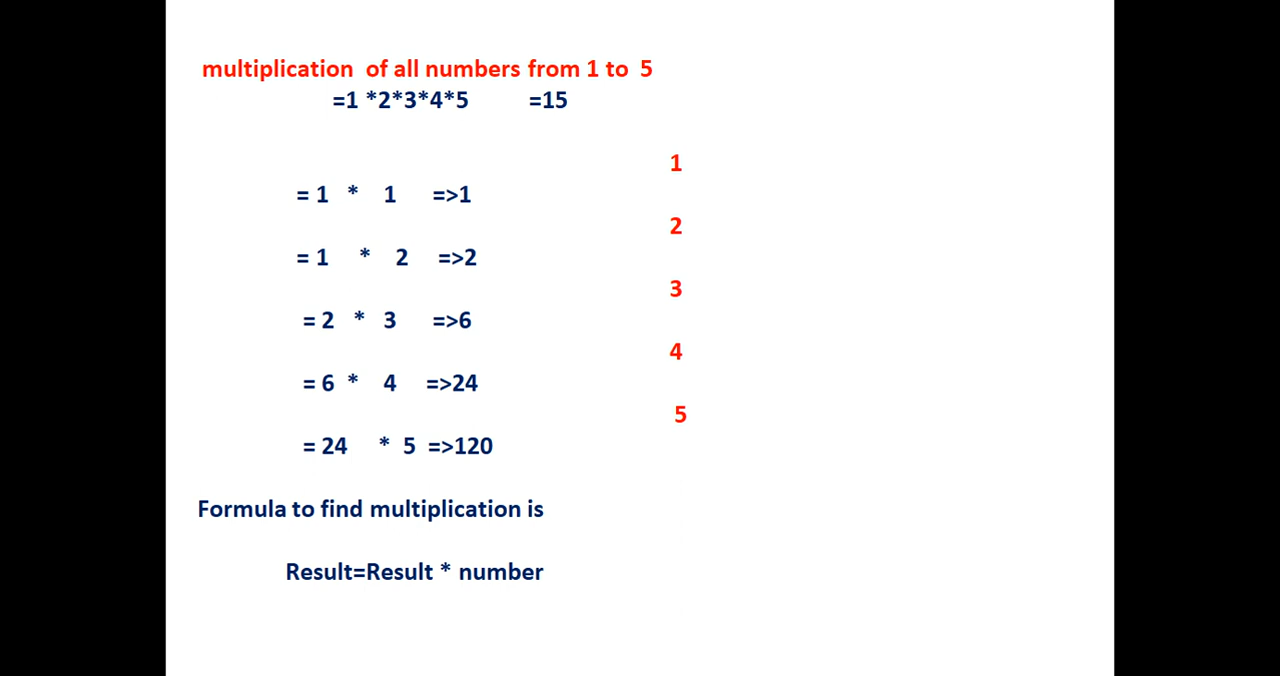 multiplication of all numbers from 1 to 5
=1 *2*3*4*5 =15
1
= 1 * 1 =>1
2
= 1 * 2 =>2
3
= 2 * 3 =>6
4
= 6 * 4 =>24
5
= 24 * 5 =>120
Formula to find multiplication is
Result=Result * number